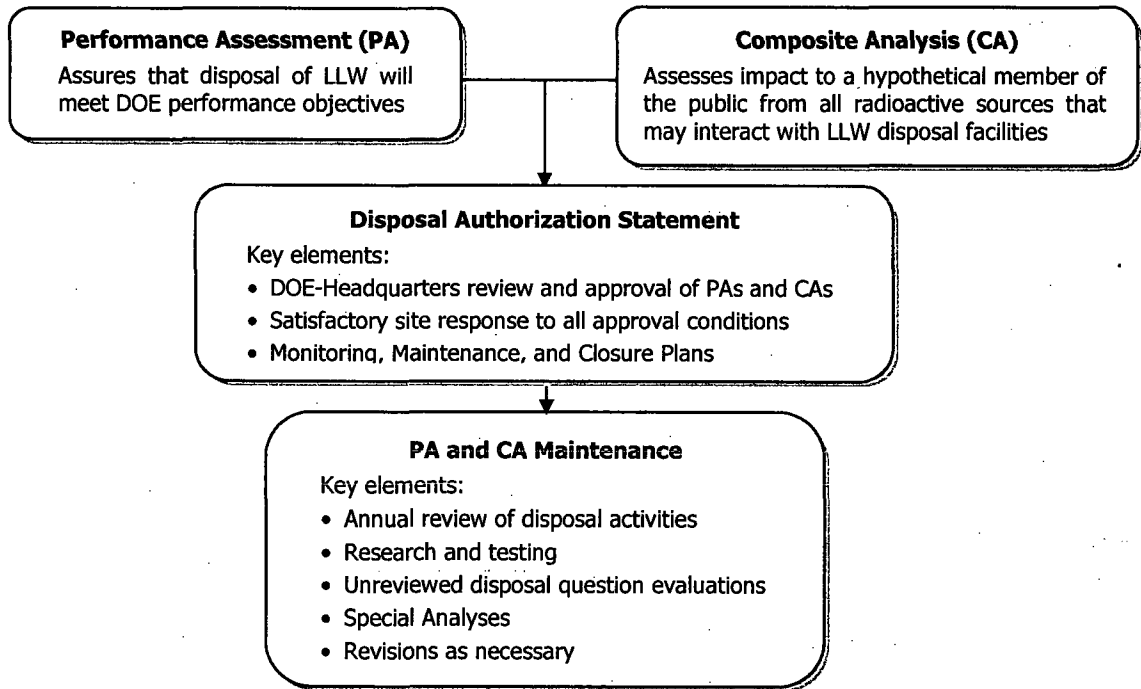 Performance Assessment (PA)
Assures that disposal of LLW will
meet DOE performance objectives
Composite Analysis (CA)
Assesses impact to a hypothetical member of
the public from all radioactive sources that
may interact with LLW disposal facilities
Disposal Authorization Statement
Key elements:
• DOE-Headquarters review and approval of PAs and CAs
• Satisfactory site response to all approval conditions
• Monitoring, Maintenance, and Closure Plans
PA and CA Maintenance
Key elements:
• Annual review of disposal activities
• Research and testing
• Unreviewed disposal question evaluations
• Special Analyses
• Revisions as necessary